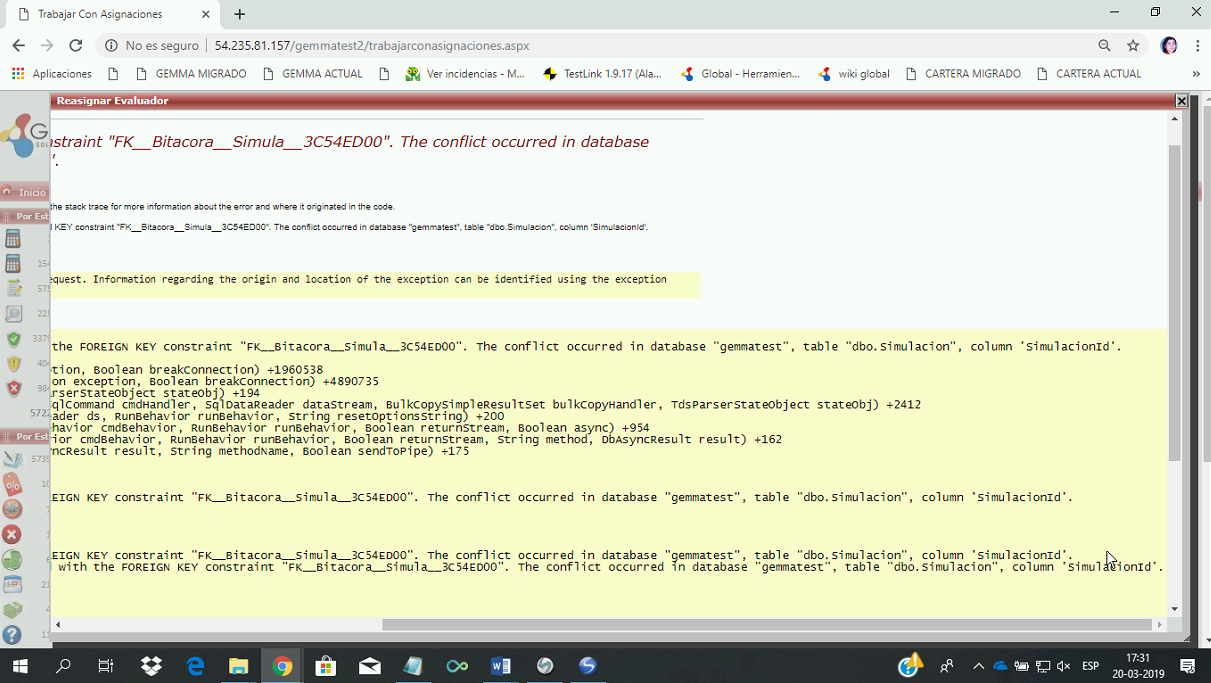 Trabajar Con Asignaciones
No es seguro 54.235.81.157/gemmatest2/trabajarconasignaciones.aspx
Aplicaciones GEMMA MIGRADO GEMMA ACTUAL Ver incidencias - M... TestLink 1.9.17 (Ala... Global - Herramien... wiki global CARTERA MIGRADO CARTERA ACTUAL »
Reasignar Evaluador
G
nstraint "FK__Bitacora__Simula__3C54ED00". The conflict occurred in database
'.
Inicio
the stack trace for more information about the error and where it originated in the code.
Por Est
KEY constraint "FK__Bitacora__Simula__3C54ED00". The conflict occurred in database "gemmatest", table "dbo.Simulacion", column 'SimulacionId'.
154
equest. Information regarding the origin and location of the exception can be identified using the exception
575
225
3379
the FOREIGN KEY constraint "FK__Bitacora__Simula__3C54ED00". The conflict occurred in database "gemmatest", table "dbo.Simulacion", column 'SimulacionId'.
404
ption, Boolean breakConnection) +1960538
on exception, Boolean breakConnection) +4890735
984
arserStateObject stateObj) +194
SqlCommand cmdHandler, SqlDataReader dataStream, BulkCopySimpleResultSet bulkCopyHandler, TdsParserStateObject stateObj) +2412
5722
ader ds, RunBehavior runBehavior, String resetOptionsString) +200
havior cmdBehavior, RunBehavior runBehavior, Boolean returnStream, Boolean async) +954
Por Est
ior cmdBehavior, RunBehavior runBehavior, Boolean returnStream, String method, DbAsyncResult result) +162
yncResult result, String methodName, Boolean sendToPipe) +175
5735
EIGN KEY constraint "FK__Bitacora__Simula__3C54ED00". The conflict occurred in database "gemmatest", table "dbo.Simulacion", column 'SimulacionId'.
EIGN KEY constraint "FK__Bitacora__Simula__3C54ED00". The conflict occurred in database "gemmatest", table "dbo.Simulacion", column 'SimulacionId'.
with the FOREIGN KEY constraint "FK__Bitacora__Simula__3C54ED00". The conflict occurred in database "gemmatest", table "dbo.Simulacion", column 'SimulacionId'.
ESP
17:31
20-03-2019